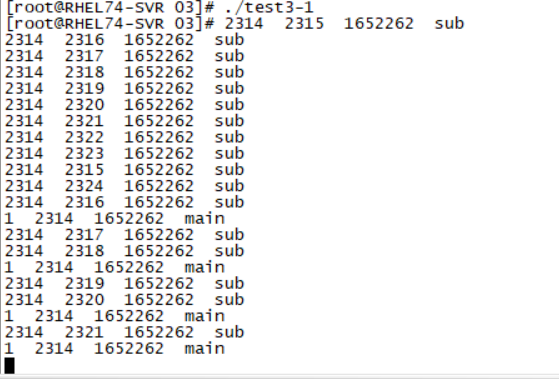 [root@RHEL74-SVR 03]# ./test3-1
[root@RHEL74-SVR 03]# 2314  2315  1652262  sub
2314  2316  1652262  sub
2314  2317  1652262  sub
2314  2318  1652262  sub
2314  2319  1652262  sub
2314  2320  1652262  sub
2314  2321  1652262  sub
2314  2322  1652262  sub
2314  2323  1652262  sub
2314  2315  1652262  sub
2314  2324  1652262  sub
2314  2316  1652262  sub
1  2314  1652262  main
2314  2317  1652262  sub
2314  2318  1652262  sub
1  2314  1652262  main
2314  2319  1652262  sub
2314  2320  1652262  sub
1  2314  1652262  main
2314  2321  1652262  sub
1  2314  1652262  main